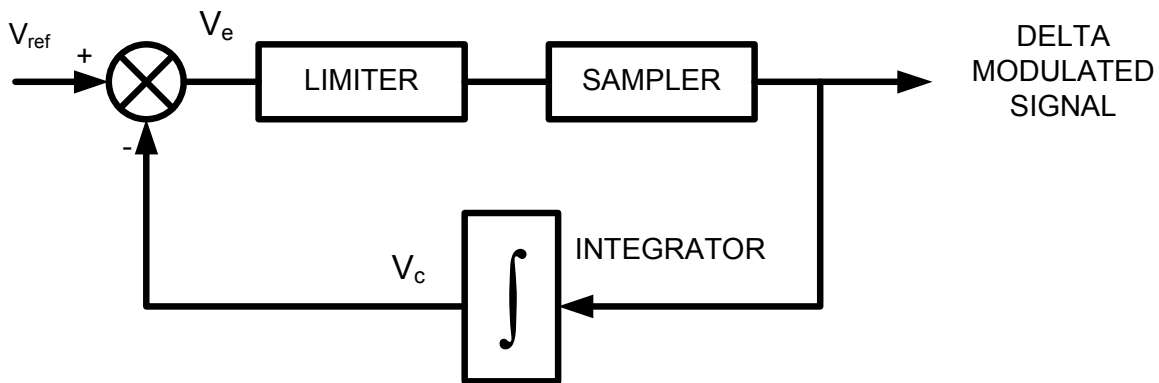 V_ref
+
V_e
LIMITER
SAMPLER
DELTA
MODULATED
SIGNAL
-
V_c
∫
INTEGRATOR